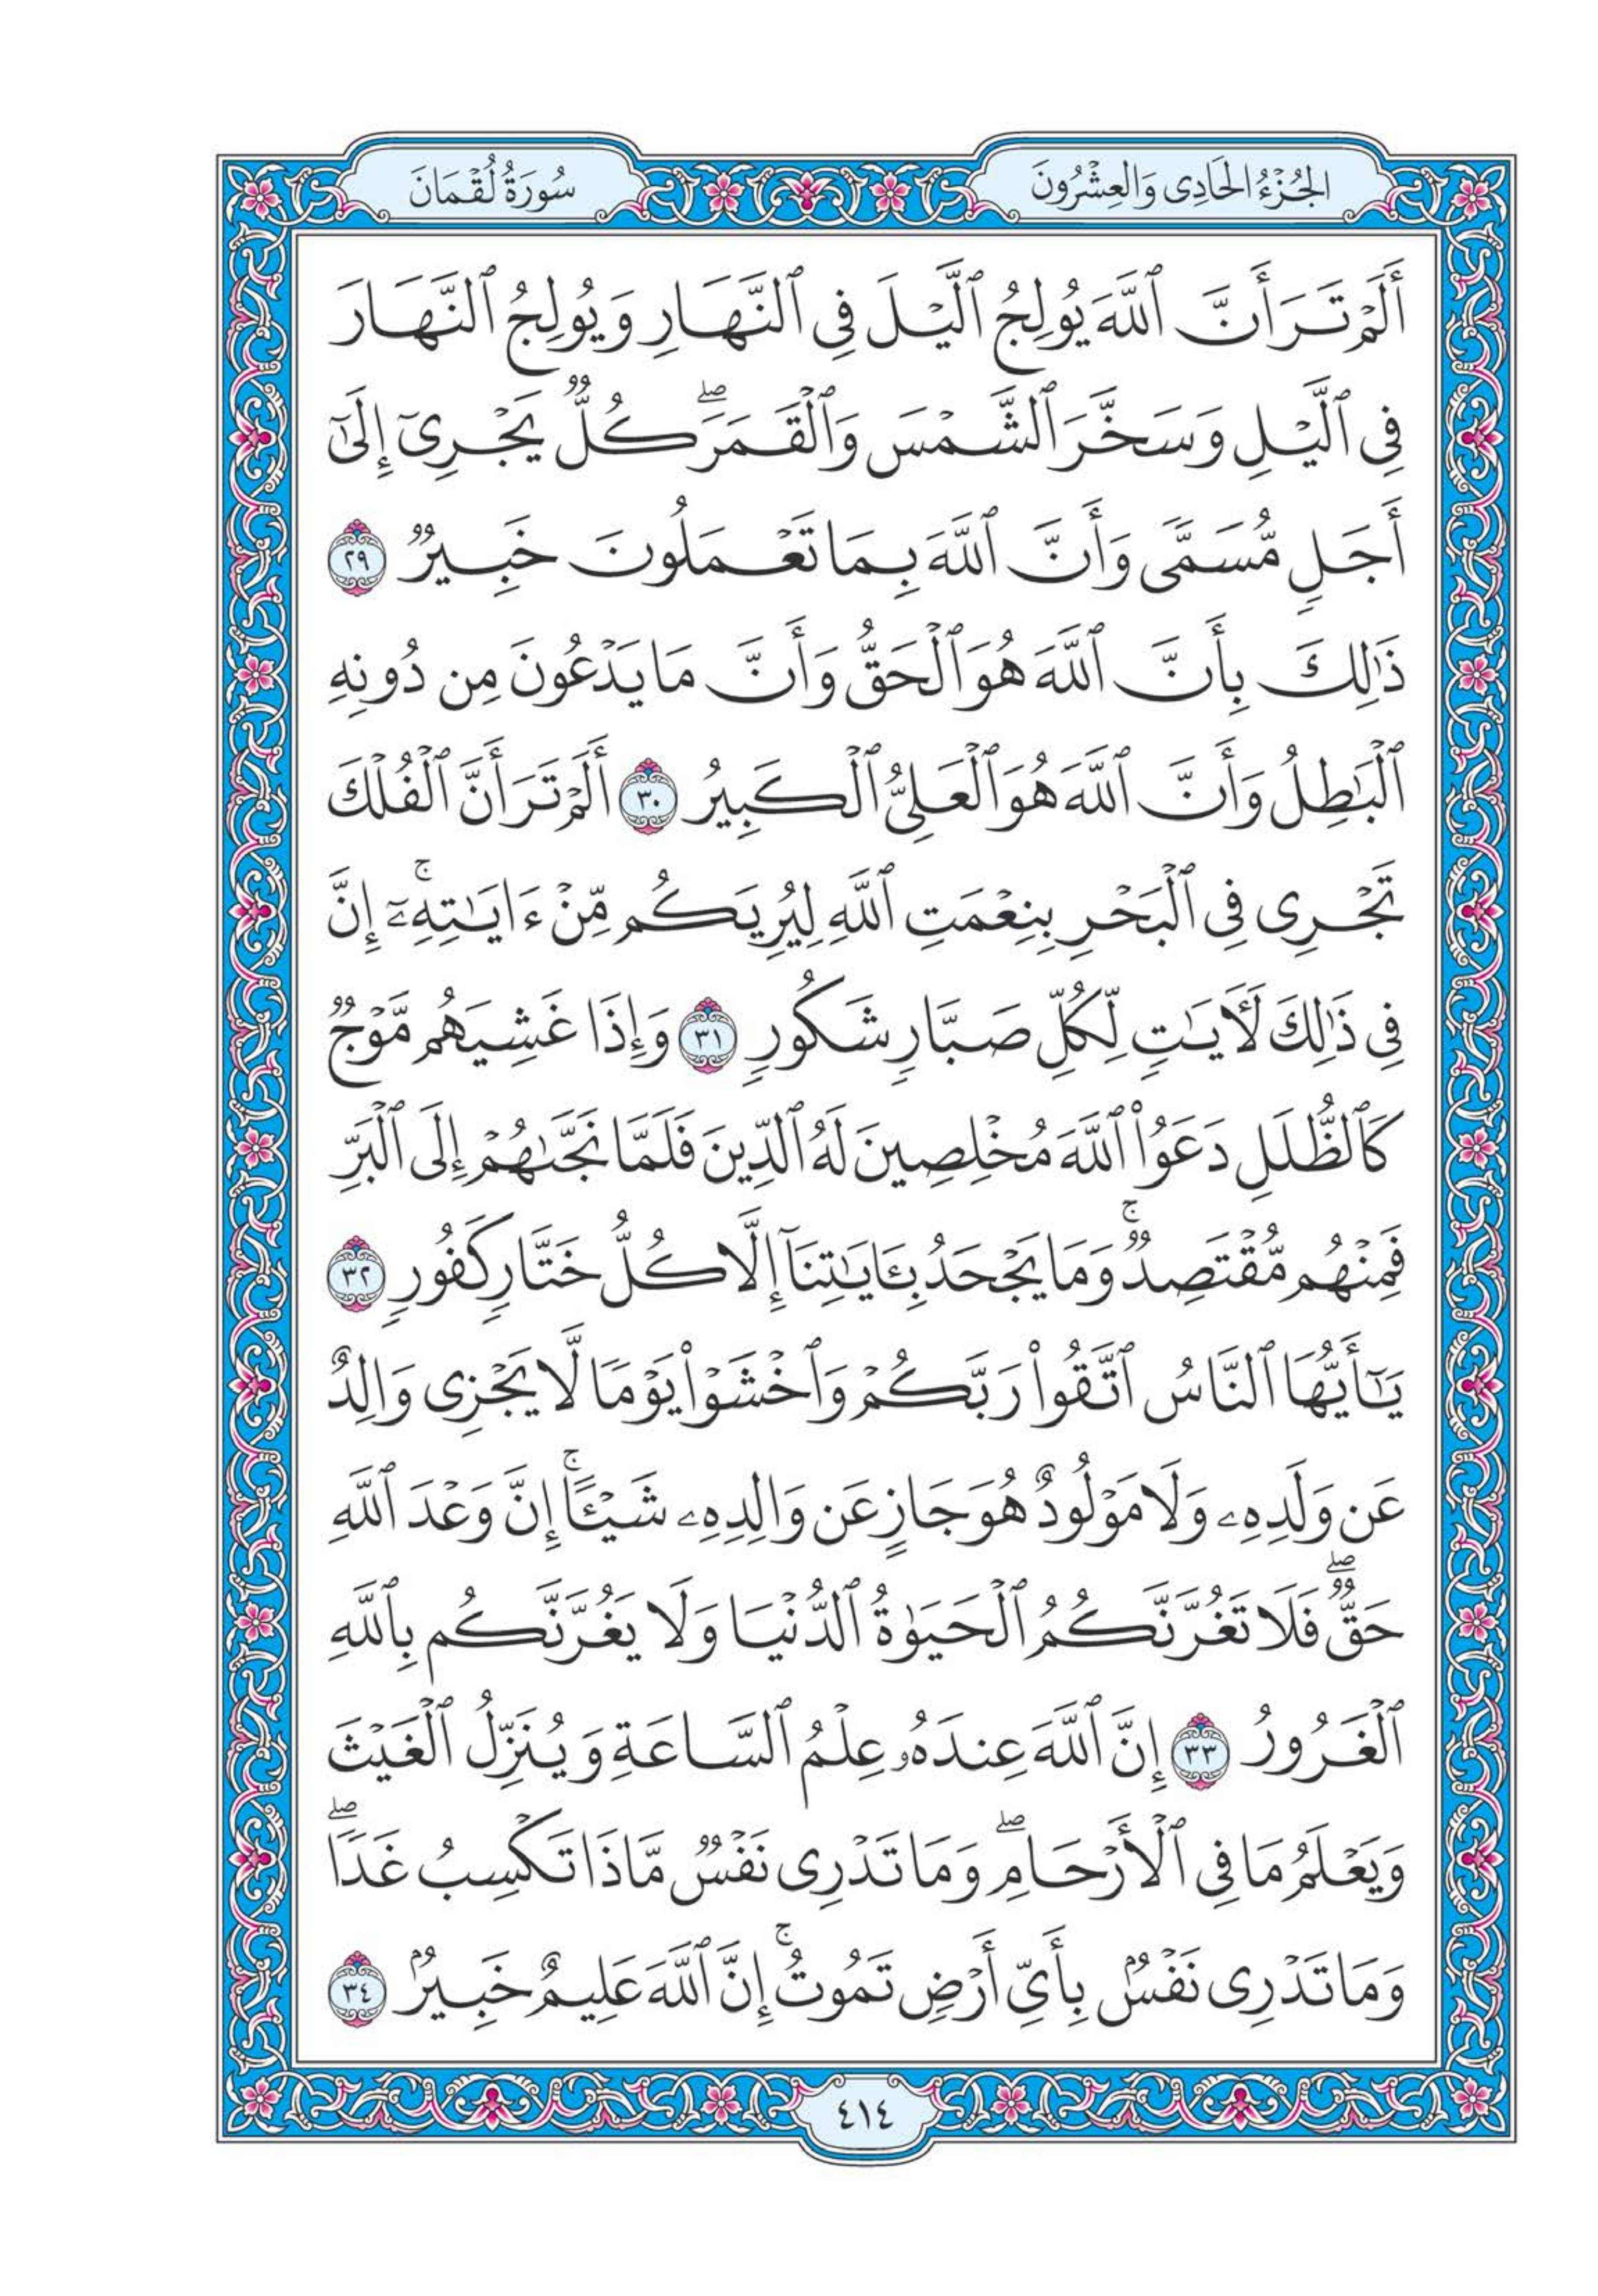 الجُزْءُ الحَادِى وَالعِشْرُونَ
سُورَةُ لُقْمَانَ
أَلَمْ تَرَ أَنَّ ٱللَّهَ يُولِجُ ٱلَّيْلَ فِى ٱلنَّهَارِ وَيُولِجُ ٱلنَّهَارَ
فِى ٱلَّيْلِ وَسَخَّرَ ٱلشَّمْسَ وَٱلْقَمَرَۖ كُلٌّ يَجْرِىٓ إِلَىٰٓ
أَجَلٍ مُّسَمًّى وَأَنَّ ٱللَّهَ بِمَا تَعْمَلُونَ خَبِيرٌ ٢٩
ذَٰلِكَ بِأَنَّ ٱللَّهَ هُوَ ٱلْحَقُّ وَأَنَّ مَا يَدْعُونَ مِن دُونِهِ
ٱلْبَٰطِلُ وَأَنَّ ٱللَّهَ هُوَ ٱلْعَلِىُّ ٱلْكَبِيرُ ٣٠ أَلَمْ تَرَ أَنَّ ٱلْفُلْكَ
تَجْرِى فِى ٱلْبَحْرِ بِنِعْمَتِ ٱللَّهِ لِيُرِيَكُم مِّنْ ءَايَٰتِهِۦٓۚ إِنَّ
فِى ذَٰلِكَ لَءَايَٰتٍ لِّكُلِّ صَبَّارٍ شَكُورٍ ٣١ وَإِذَا غَشِيَهُم مَّوْجٌ
كَٱلظُّلَلِ دَعَوُا۟ ٱللَّهَ مُخْلِصِينَ لَهُ ٱلدِّينَ فَلَمَّا نَجَّىٰهُمْ إِلَى ٱلْبَرِّ
فَمِنْهُم مُّقْتَصِدٌۚ وَمَا يَجْحَدُ بِـَٔايَٰتِنَآ إِلَّا كُلُّ خَتَّارٍ كَفُورٍ ٣٢
يَٰٓأَيُّهَا ٱلنَّاسُ ٱتَّقُوا۟ رَبَّكُمْ وَٱخْشَوْا۟ يَوْمًا لَّا يَجْزِى وَالِدٌ
عَن وَلَدِهِۦ وَلَا مَوْلُودٌ هُوَ جَازٍ عَن وَالِدِهِۦ شَيْـًٔاۚ إِنَّ وَعْدَ ٱللَّهِ
حَقٌّۖ فَلَا تَغُرَّنَّكُمُ ٱلْحَيَوٰةُ ٱلدُّنْيَا وَلَا يَغُرَّنَّكُم بِٱللَّهِ
ٱلْغَرُورُ ٣٣ إِنَّ ٱللَّهَ عِندَهُۥ عِلْمُ ٱلسَّاعَةِ وَيُنَزِّلُ ٱلْغَيْثَ
وَيَعْلَمُ مَا فِى ٱلْأَرْحَامِۖ وَمَا تَدْرِى نَفْسٌ مَّاذَا تَكْسِبُ غَدًاۖ
وَمَا تَدْرِى نَفْسٌۢ بِأَىِّ أَرْضٍ تَمُوتُۚ إِنَّ ٱللَّهَ عَلِيمٌ خَبِيرٌۢ ٣٤
٤١٤